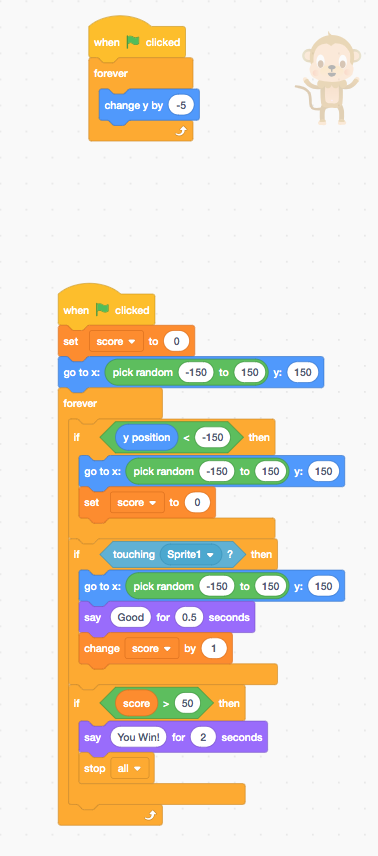 when clicked
forever
change y by -5
when clicked
set score to 0
go to x: pick random -150 to 150 y: 150
forever
if y position < -150 then
go to x: pick random -150 to 150 y: 150
set score to 0
if touching Sprite1 ? then
go to x: pick random -150 to 150 y: 150
say Good for 0.5 seconds
change score by 1
if score > 50 then
say You Win! for 2 seconds
stop all